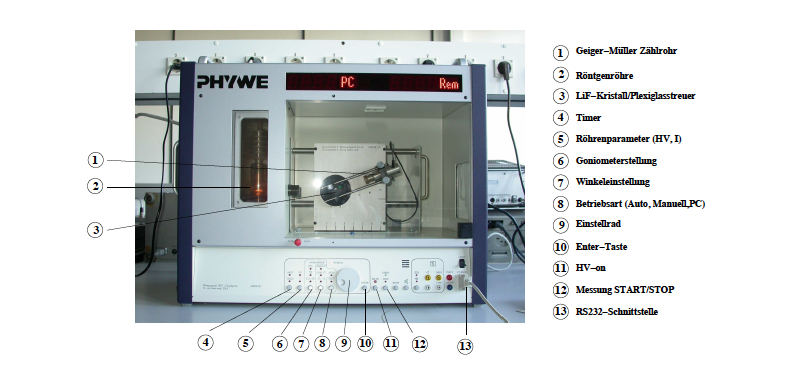 PHYWE
PC
Rem
1
2
3
4
5
6
7
8
9
10
11
12
13
1 Geiger–Müller Zählrohr
2 Röntgenröhre
3 LiF–Kristall/Plexiglasstreuer
4 Timer
5 Röhrenparameter (HV, I)
6 Goniometerstellung
7 Winkeleinstellung
8 Betriebsart (Auto, Manuell,PC)
9 Einstellrad
10 Enter–Taste
11 HV–on
12 Messung START/STOP
13 RS232–Schnittstelle